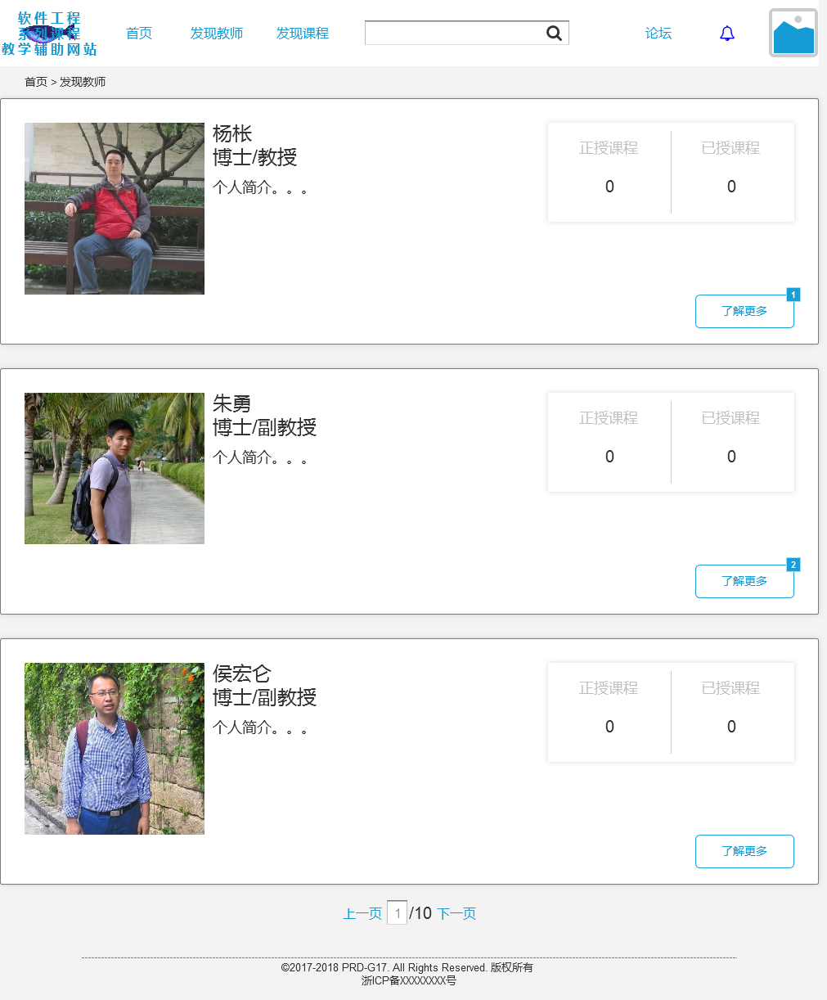 软件工程
系列课程
教学辅助网站
首页
发现教师
发现课程
论坛
首页 > 发现教师
杨枨
博士/教授
个人简介。。。
正授课程
已授课程
0
0
1
了解更多
朱勇
博士/副教授
个人简介。。。
正授课程
已授课程
0
0
2
了解更多
侯宏仑
博士/副教授
个人简介。。。
正授课程
已授课程
0
0
了解更多
上一页 1 /10 下一页
©2017-2018 PRD-G17. All Rights Reserved. 版权所有
浙ICP备XXXXXXXX号